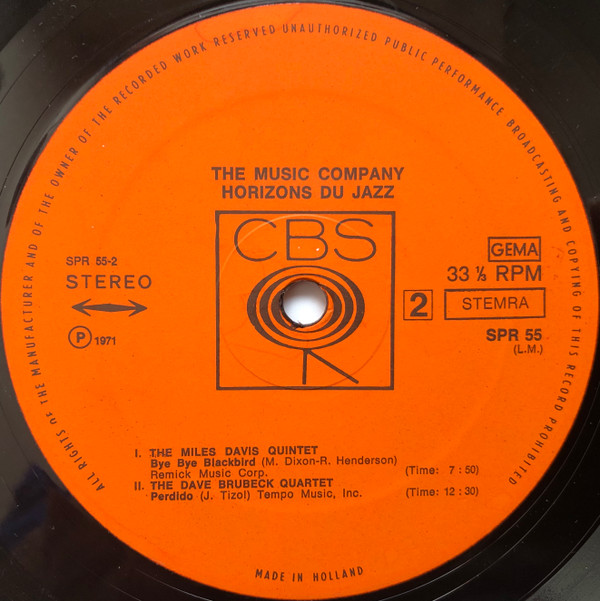 ALL RIGHTS OF THE MANUFACTURER AND OF THE OWNER OF THE RECORDED WORK RESERVED UNAUTHORIZED PUBLIC PERFORMANCE BROADCASTING AND COPYING OF THIS RECORD PROHIBITED
THE MUSIC COMPANY
HORIZONS DU JAZZ
CBS
SPR 55-2
STEREO
Ⓟ 1971
GEMA
33 ⅓ RPM
2 STEMRA
SPR 55
(L.M.)
I. THE MILES DAVIS QUINTET
Bye Bye Blackbird (M. Dixon-R. Henderson)
Remick Music Corp. (Time: 7:50)
II. THE DAVE BRUBECK QUARTET
Perdido (J. Tizol) Tempo Music, Inc. (Time: 12:30)
MADE IN HOLLAND